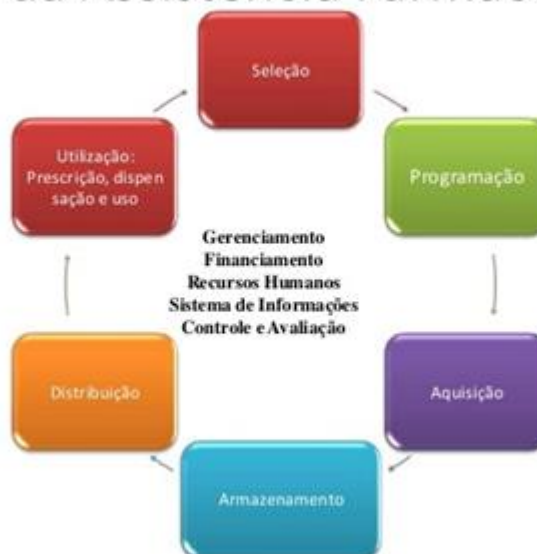 Seleção
Programação
Utilização:
Prescrição, dispen
sação e uso
Gerenciamento
Financiamento
Recursos Humanos
Sistema de Informações
Controle e Avaliação
Distribuição
Aquisição
Armazenamento